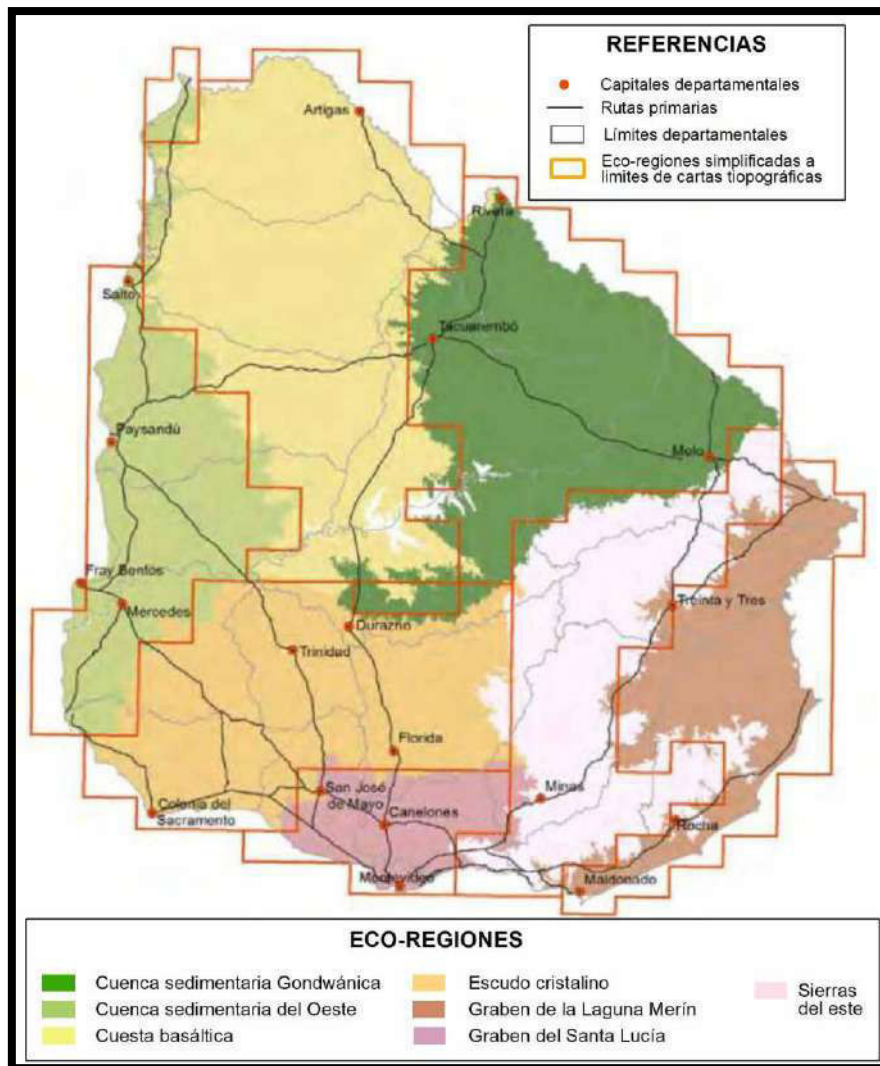 REFERENCIAS
Capitales departamentales
Rutas primarias
Límites departamentales
Eco-regiones simplificadas a
limites de cartas tiopográficas
Artigas
Rivera
Salto
Tacuarembó
Paysandú
Melo
Fray Bentos
Mercedes
Treinta y Tres
Durazno
Trinidad
Florida
San José
de Mayo
Minas
Colonia del
Sacramento
Canelones
Rocha
Montevideo
Maldonado
ECO-REGIONES
Cuenca sedimentaria Gondwánica
Cuenca sedimentaria del Oeste
Cuesta basáltica
Escudo cristalino
Graben de la Laguna Merín
Graben del Santa Lucía
Sierras
del este